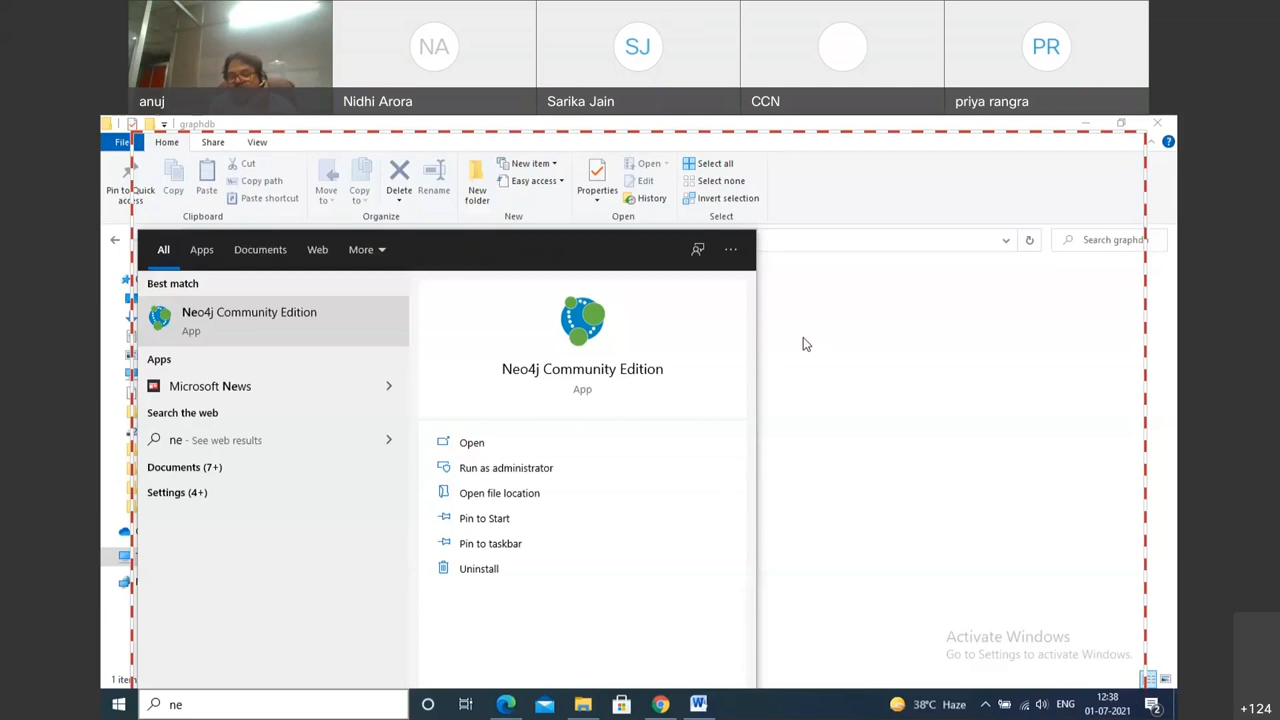 NA
SJ
PR
anuj
Nidhi Arora
Sarika Jain
CCN
priya rangra
graphdb
File
Home
Share
View
Pin to Quick access
Copy
Paste
Cut
Copy path
Paste shortcut
Clipboard
Move to
Copy to
Delete
Rename
Organize
New folder
New item
Easy access
New
Properties
Open
Edit
History
Open
Select all
Select none
Invert selection
Select
Search graphdb
All
Apps
Documents
Web
More
Best match
Neo4j Community Edition
App
Apps
Microsoft News
Search the web
ne - See web results
Documents (7+)
Settings (4+)
Neo4j Community Edition
App
Open
Run as administrator
Open file location
Pin to Start
Pin to taskbar
Uninstall
Activate Windows
Go to Settings to activate Windows.
1 item
ne
38°C Haze
ENG
12:38
01-07-2021
2
+124